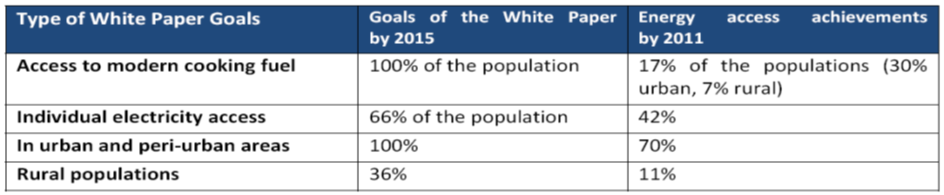 Type of White Paper Goals
Goals of the White Paper
by 2015
Energy access achievements
by 2011
Access to modern cooking fuel
100% of the population
17% of the populations (30%
urban, 7% rural)
Individual electricity access
66% of the population
42%
In urban and peri-urban areas
100%
70%
Rural populations
36%
11%